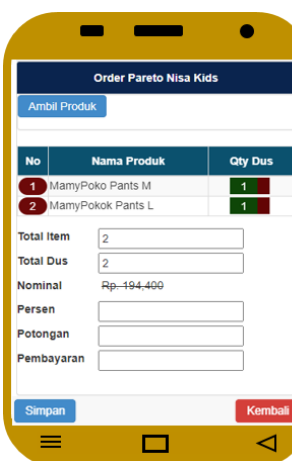 Order Pareto Nisa Kids
Ambil Produk
No Nama Produk Qty Dus
1 MamyPoko Pants M 1
2 MamyPokok Pants L 1
Total Item 2
Total Dus 2
Nominal Rp. 194,400
Persen
Potongan
Pembayaran
Simpan Kembali